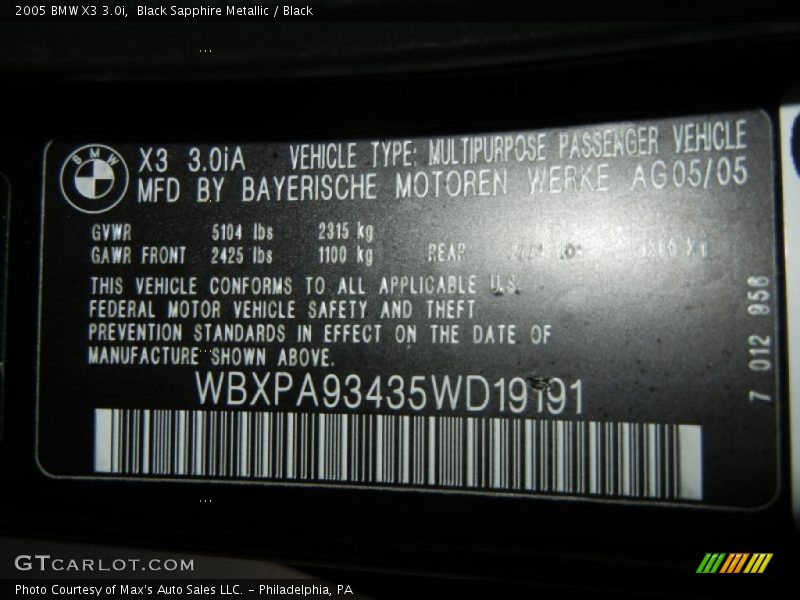 2005 BMW X3 3.0i, Black Sapphire Metallic / Black
BMW
X3 3.0iA VEHICLE TYPE: MULTIPURPOSE PASSENGER VEHICLE
MFD BY BAYERISCHE MOTOREN WERKE AG 05/05
GVWR 5104 lbs 2315 kg
GAWR FRONT 2425 lbs 1100 kg REAR
THIS VEHICLE CONFORMS TO ALL APPLICABLE U.S.
FEDERAL MOTOR VEHICLE SAFETY AND THEFT
PREVENTION STANDARDS IN EFFECT ON THE DATE OF
MANUFACTURE SHOWN ABOVE.
WBXPA93435WD19191
7 012 956
GTCARLOT.COM
Photo Courtesy of Max's Auto Sales LLC. - Philadelphia, PA